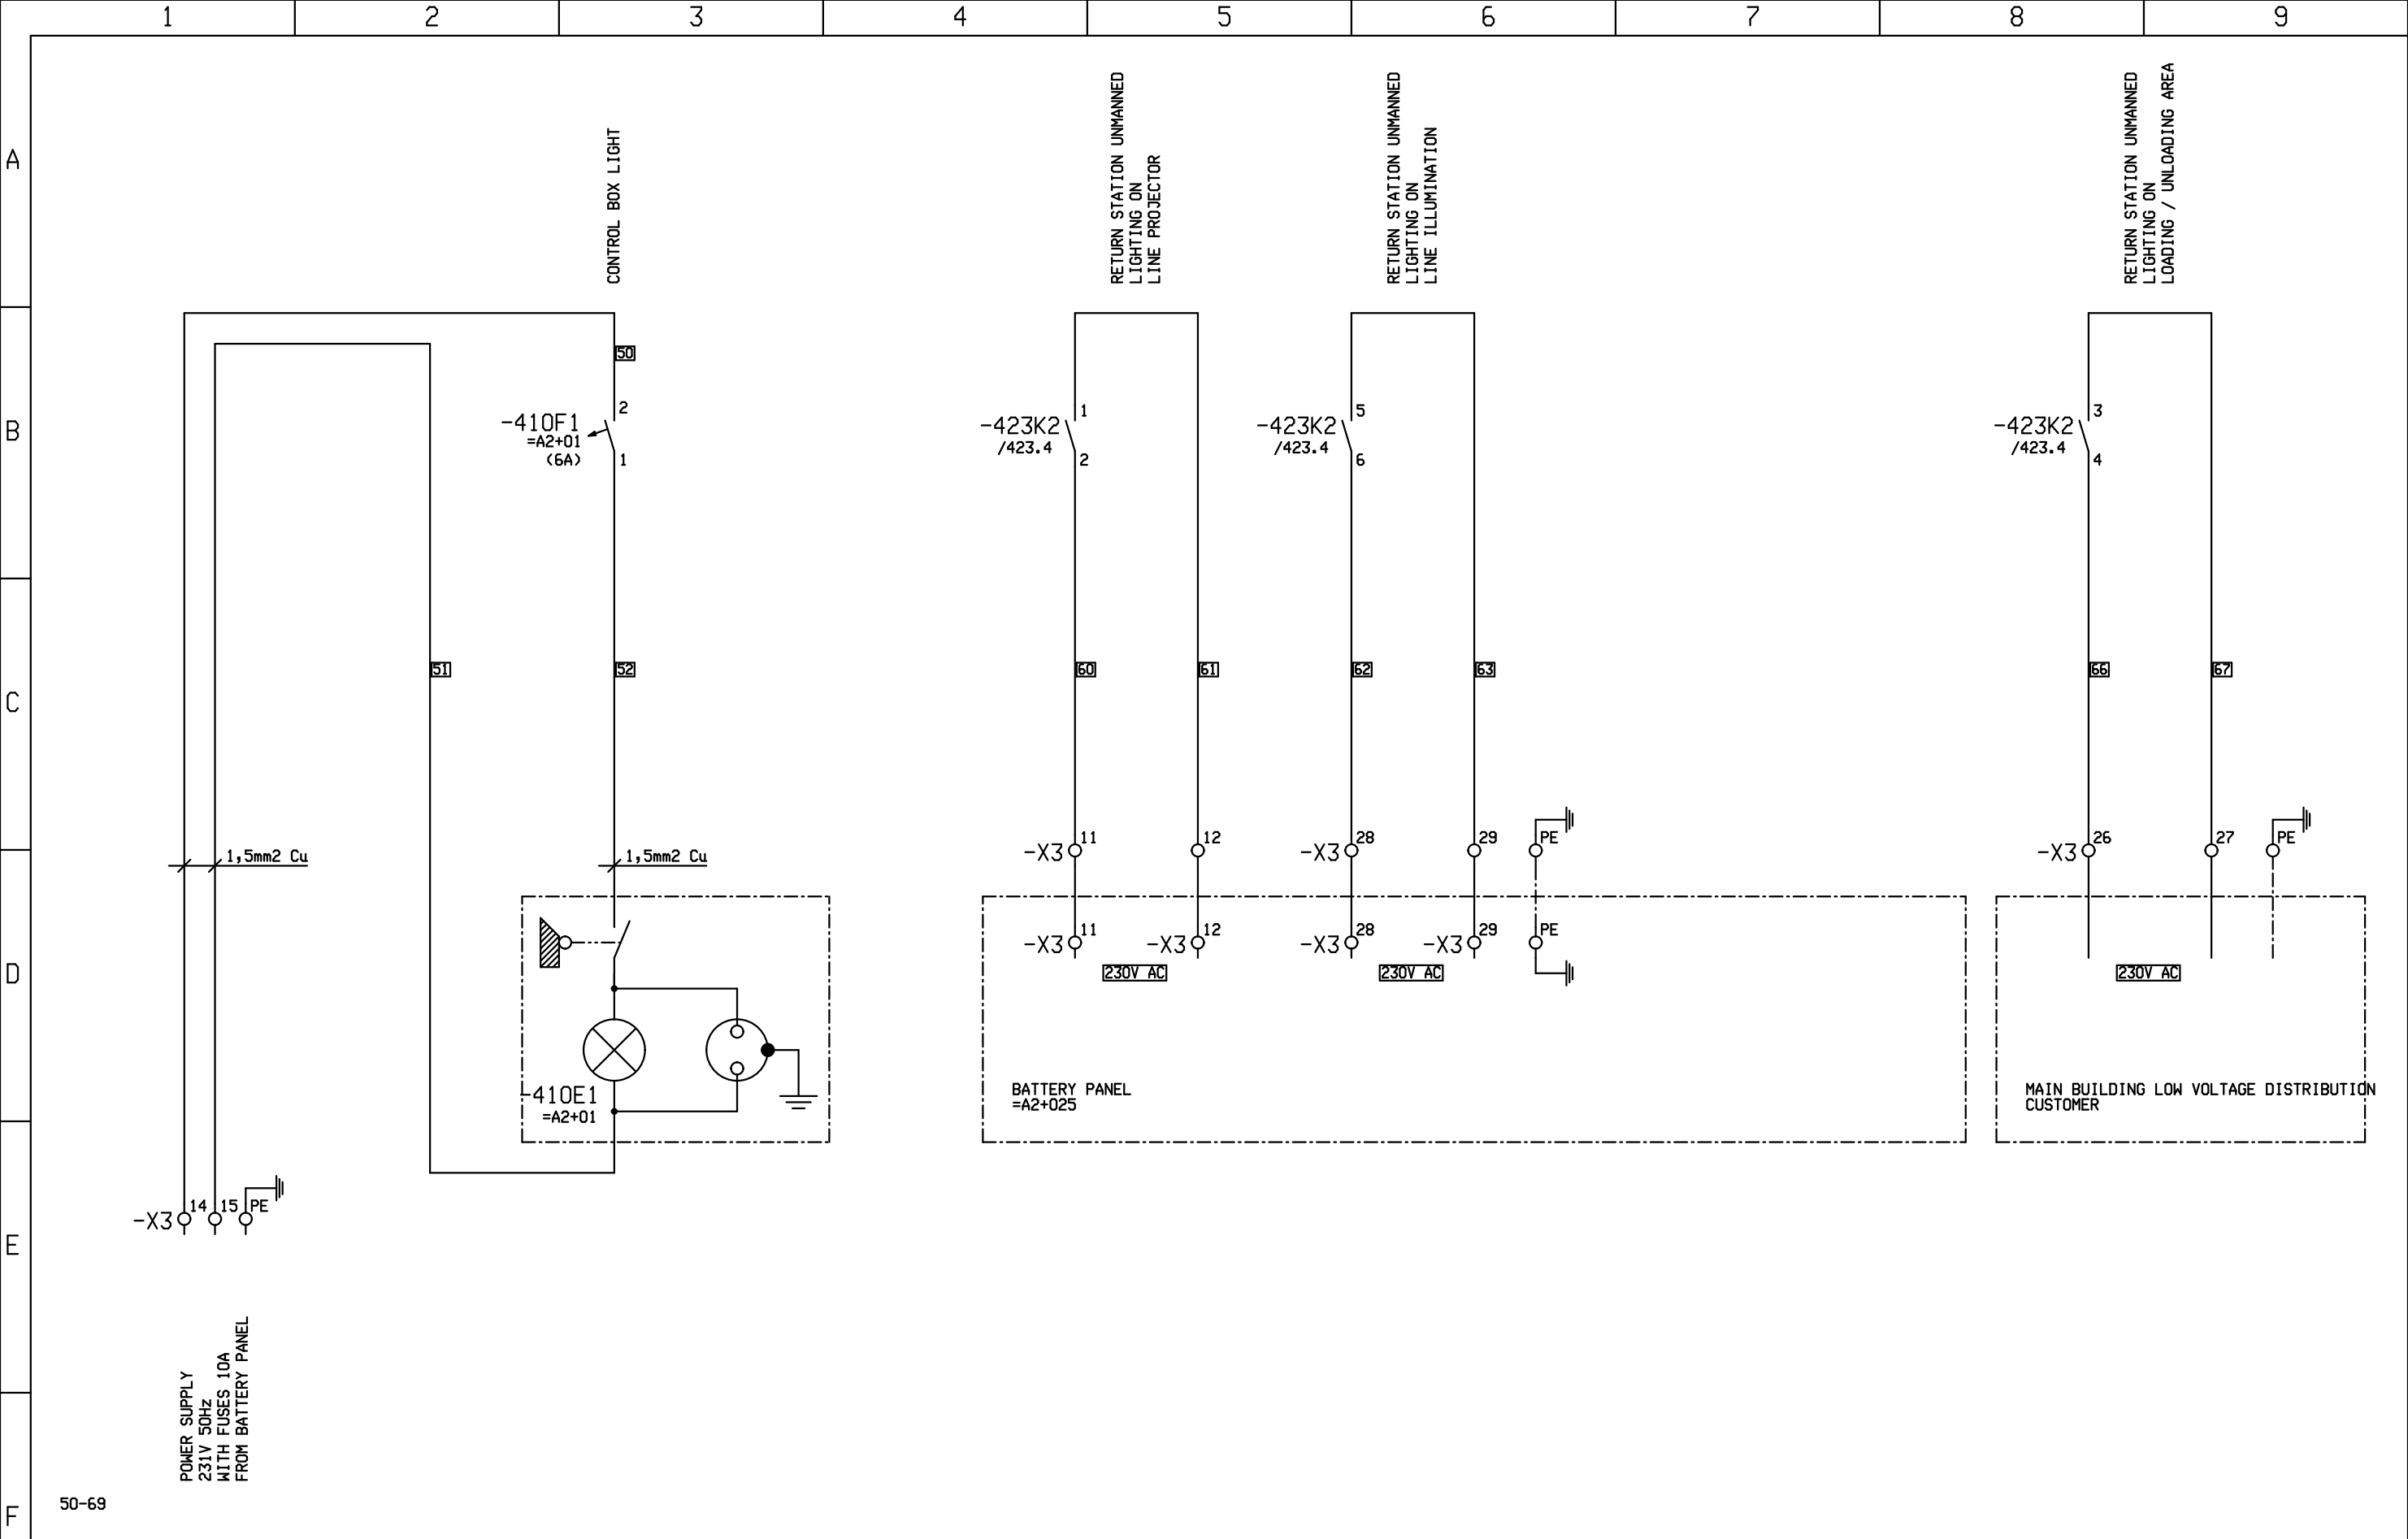 1 2 3 4 5 6 7 8 9
A
B
C
D
E
F
CONTROL BOX LIGHT
RETURN STATION UNMANNED
LIGHTING ON
LINE PROJECTOR
RETURN STATION UNMANNED
LIGHTING ON
LINE ILLUMINATION
RETURN STATION UNMANNED
LIGHTING ON
LOADING / UNLOADING AREA
50
-410F1
=A2+01
(6A)
2
1
-423K2
/423.4
1
2
-423K2
/423.4
5
6
-423K2
/423.4
3
4
51
52
60
61
62
63
66
67
1,5mm2 Cu
1,5mm2 Cu
-X3
11
12
-X3
28
29
PE
-X3
26
27
PE
-X3
11
-X3
12
-X3
28
-X3
29
PE
230V AC
230V AC
230V AC
-410E1
=A2+01
BATTERY PANEL
=A2+025
MAIN BUILDING LOW VOLTAGE DISTRIBUTION
CUSTOMER
-X3
14
15
PE
POWER SUPPLY
231V 50Hz
WITH FUSES 10A
FROM BATTERY PANEL
50-69